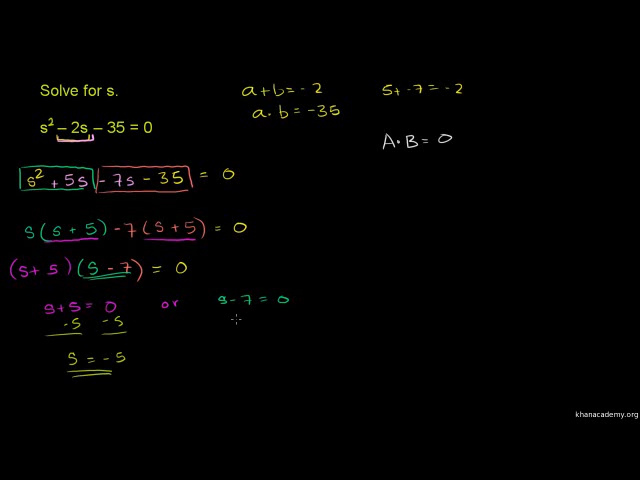 Solve for s.
s² – 2s – 35 = 0
a + b = -2
a · b = -35
5 + -7 = -2
A · B = 0
s² + 5s - 7s - 35 = 0
s(s + 5) - 7(s + 5) = 0
(s + 5)(s - 7) = 0
s + 5 = 0 or s - 7 = 0
-5 -5
s = -5
khanacademy.org